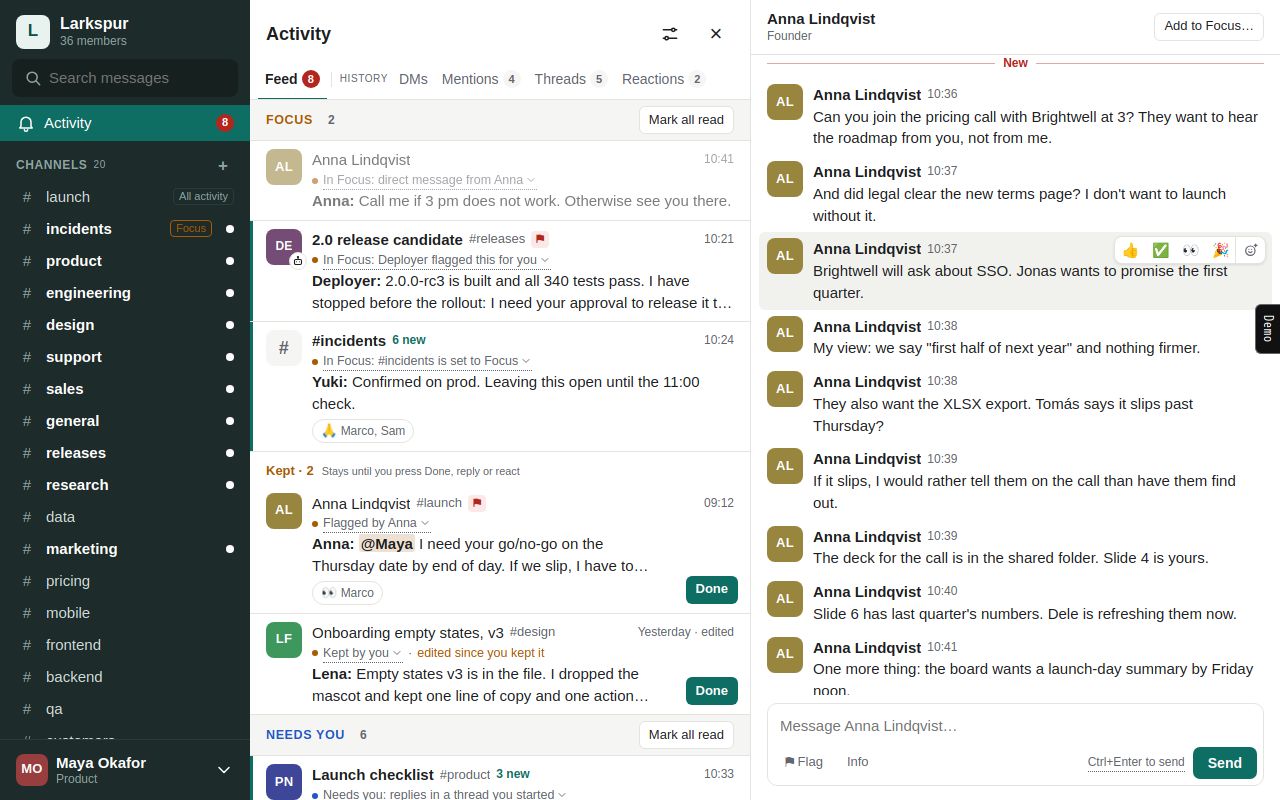 L
Larkspur
36 members
Search messages
Activity
8
CHANNELS 20
+
# launch
All activity
# incidents
Focus
# product
# engineering
# design
# support
# sales
# general
# releases
# research
# data
# marketing
# pricing
# mobile
# frontend
# backend
# qa
MO
Maya Okafor
Product
Activity
Feed 8
HISTORY
DMs
Mentions 4
Threads 5
Reactions 2
FOCUS 2
Mark all read
AL
Anna Lindqvist
10:41
In Focus: direct message from Anna
Anna: Call me if 3 pm does not work. Otherwise see you there.
DE
2.0 release candidate #releases
10:21
In Focus: Deployer flagged this for you
Deployer: 2.0.0-rc3 is built and all 340 tests pass. I have
stopped before the rollout: I need your approval to release it t…
#
#incidents 6 new
10:24
In Focus: #incidents is set to Focus
Yuki: Confirmed on prod. Leaving this open until the 11:00
check.
🙏 Marco, Sam
Kept · 2 Stays until you press Done, reply or react
AL
Anna Lindqvist #launch
09:12
Flagged by Anna
Anna: @Maya I need your go/no-go on the
Thursday date by end of day. If we slip, I have to…
👀 Marco
Done
LF
Onboarding empty states, v3 #design
Yesterday · edited
Kept by you · edited since you kept it
Lena: Empty states v3 is in the file. I dropped the
mascot and kept one line of copy and one action…
Done
NEEDS YOU 6
Mark all read
PN
Launch checklist #product 3 new
10:33
Needs you: replies in a thread you started
Anna Lindqvist
Founder
Add to Focus…
New
AL
Anna Lindqvist 10:36
Can you join the pricing call with Brightwell at 3? They want to hear
the roadmap from you, not from me.
AL
Anna Lindqvist 10:37
And did legal clear the new terms page? I don't want to launch
without it.
AL
Anna Lindqvist 10:37
Brightwell will ask about SSO. Jonas wants to promise the first
quarter.
AL
Anna Lindqvist 10:38
My view: we say "first half of next year" and nothing firmer.
AL
Anna Lindqvist 10:38
They also want the XLSX export. Tomás says it slips past
Thursday?
AL
Anna Lindqvist 10:39
If it slips, I would rather tell them on the call than have them find
out.
AL
Anna Lindqvist 10:39
The deck for the call is in the shared folder. Slide 4 is yours.
AL
Anna Lindqvist 10:40
Slide 6 has last quarter's numbers. Dele is refreshing them now.
AL
Anna Lindqvist 10:41
One more thing: the board wants a launch-day summary by Friday
noon.
Demo
Message Anna Lindqvist…
Flag
Info
Ctrl+Enter to send
Send